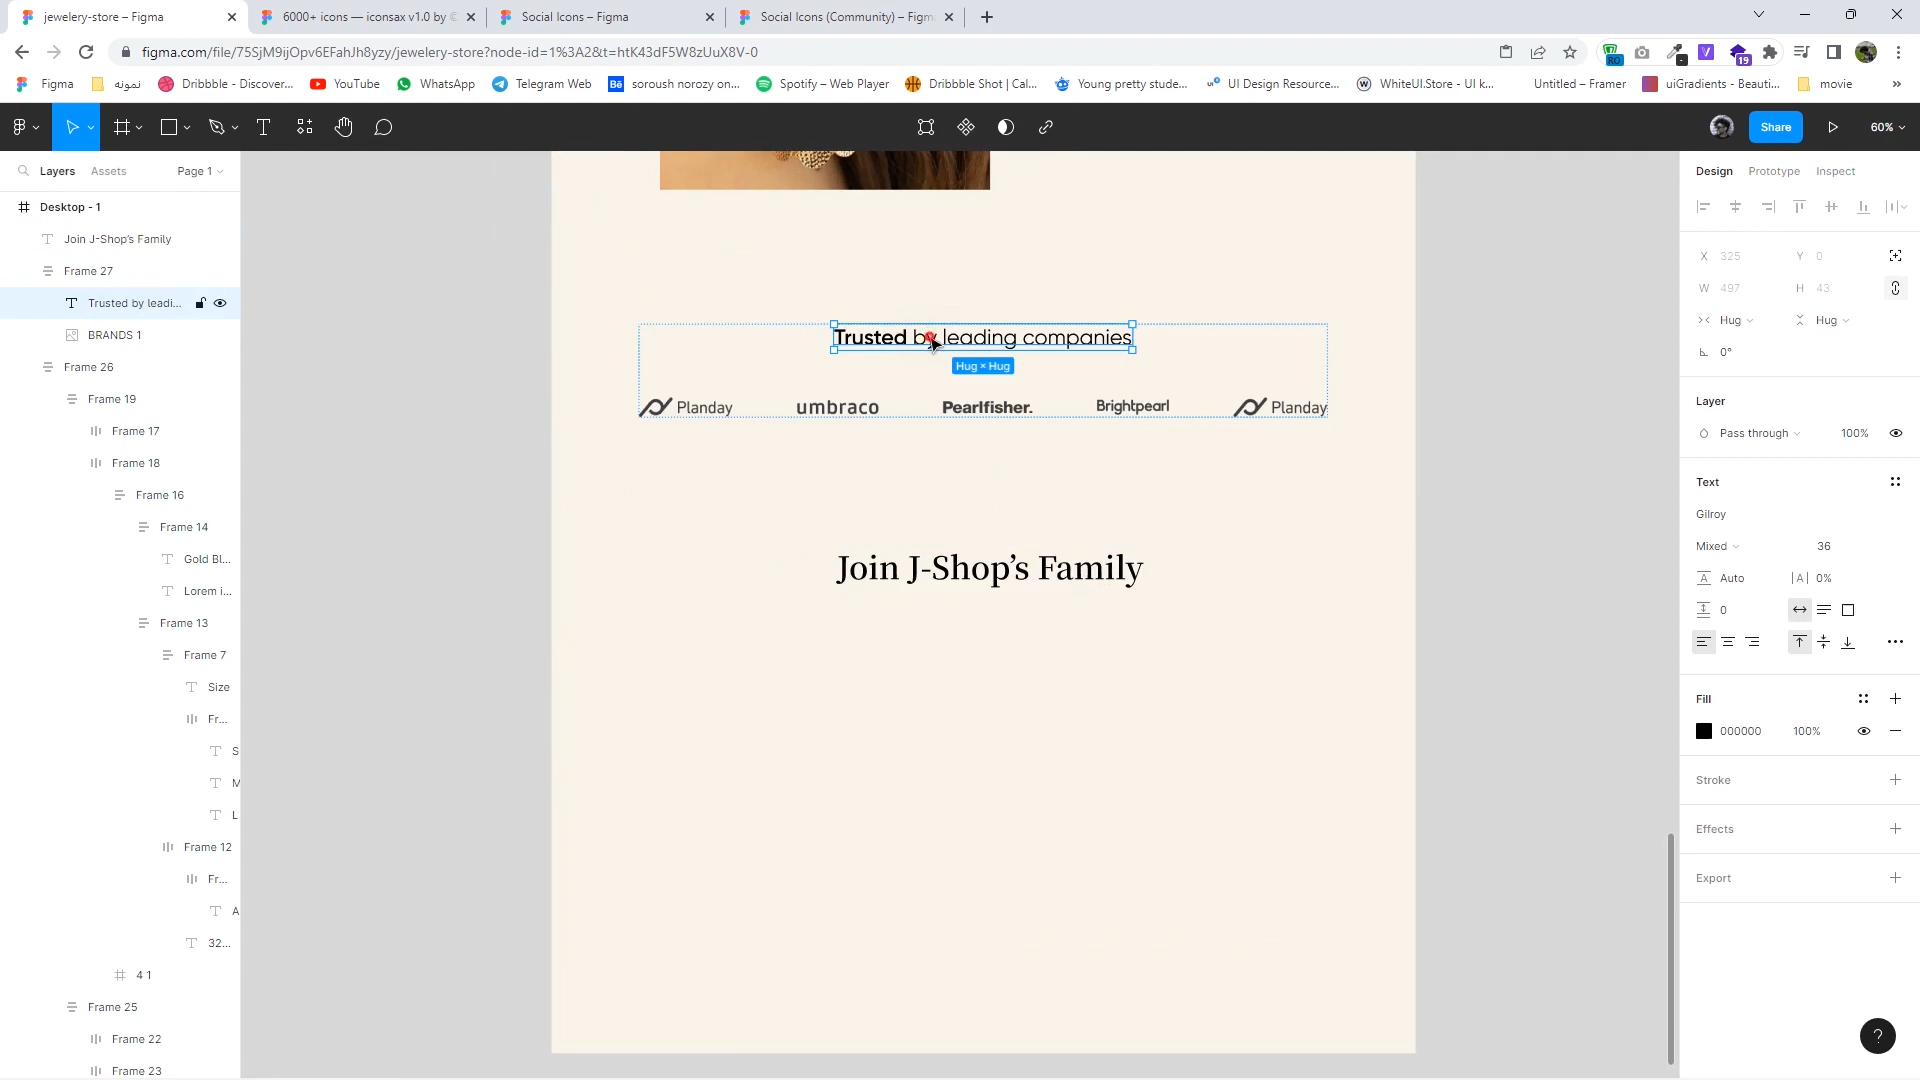 jewelery-store – Figma
6000+ icons — iconsax v1.0 by
Social Icons – Figma
Social Icons (Community) – Figm
figma.com/file/75SjM9ijOpv6EFahJh8yzy/jewelery-store?node-id=1%3A2&t=htK43dF5W8zUuX8V-0
RO
19
Figma
نمونه
Dribbble - Discover...
YouTube
WhatsApp
Telegram Web
Bē soroush norozy on...
Spotify – Web Player
Dribbble Shot | Cal...
Young pretty stude...
UI Design Resource...
WhiteUI.Store - UI k...
Untitled – Framer
uiGradients - Beauti...
movie
»
Share
60%
Layers
Assets
Page 1
Design
Prototype
Inspect
Desktop - 1
Join J-Shop's Family
Frame 27
Trusted by leadi...
BRANDS 1
Frame 26
Frame 19
Frame 17
Frame 18
Frame 16
Frame 14
Gold Bl...
Lorem i...
Frame 13
Frame 7
Size
Fr...
S
M
L
Frame 12
Fr...
A
32...
4 1
Frame 25
Frame 22
Frame 23
Trusted by leading companies
Hug × Hug
Planday
umbraco
Pearlfisher.
Brightpearl
Planday
Join J-Shop’s Family
X 325
Y 0
W 497
H 43
Hug
Hug
0°
Layer
Pass through
100%
Text
Gilroy
Mixed
36
Auto
|A| 0%
0
Fill
000000
100%
Stroke
Effects
Export
?